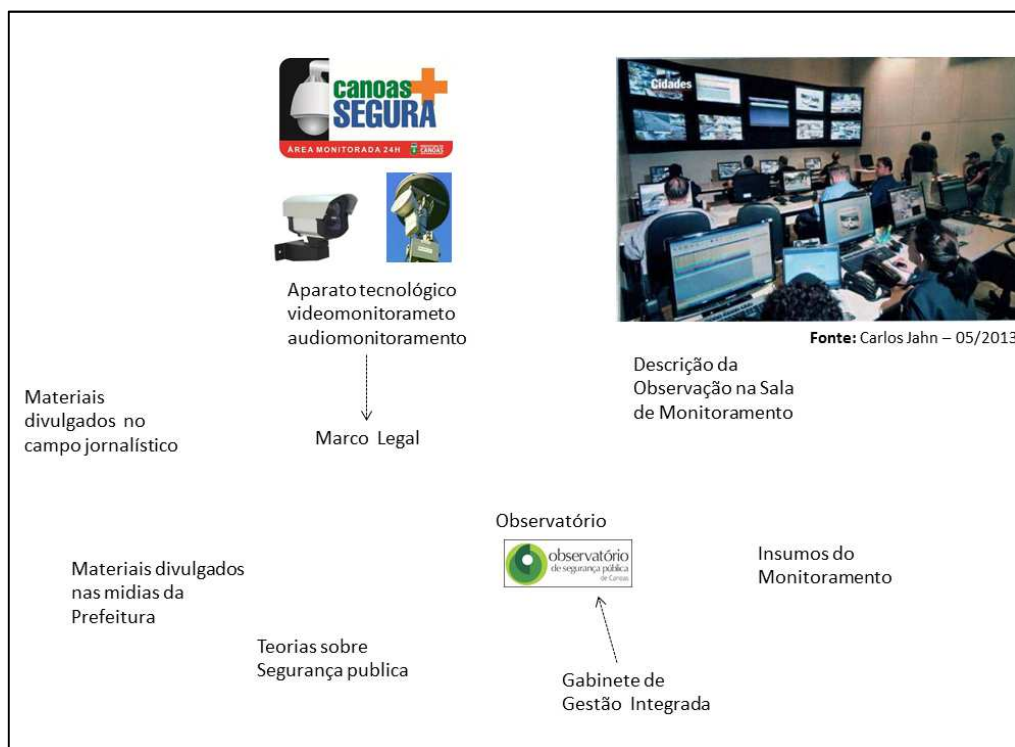 canoas
SEGURA
ÁREA MONITORADA 24H
CANOAS
Cidades
Aparato tecnológico
videomonitorameto
audiomonitoramento
Fonte: Carlos Jahn – 05/2013
Descrição da
Observação na Sala
de Monitoramento
Materiais
divulgados no
campo jornalístico
Marco Legal
Observatório
observatório
de segurança pública
de Canoas
Insumos do
Monitoramento
Materiais divulgados
nas midias da
Prefeitura
Teorias sobre
Segurança publica
Gabinete de
Gestão Integrada